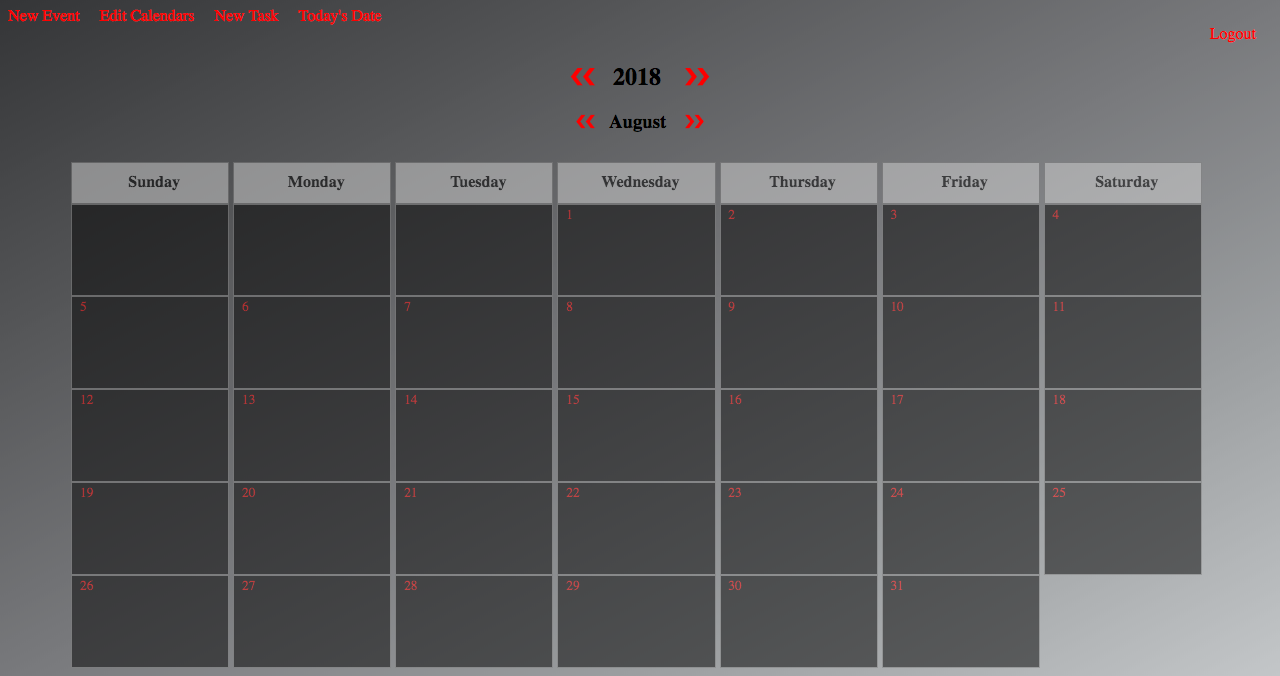 New Event Edit Calendars New Task Today's Date
Logout
❮❮ 2018 ❯❯
❮❮ August ❯❯
Sunday Monday Tuesday Wednesday Thursday Friday Saturday
1 2 3 4
5 6 7 8 9 10 11
12 13 14 15 16 17 18
19 20 21 22 23 24 25
26 27 28 29 30 31